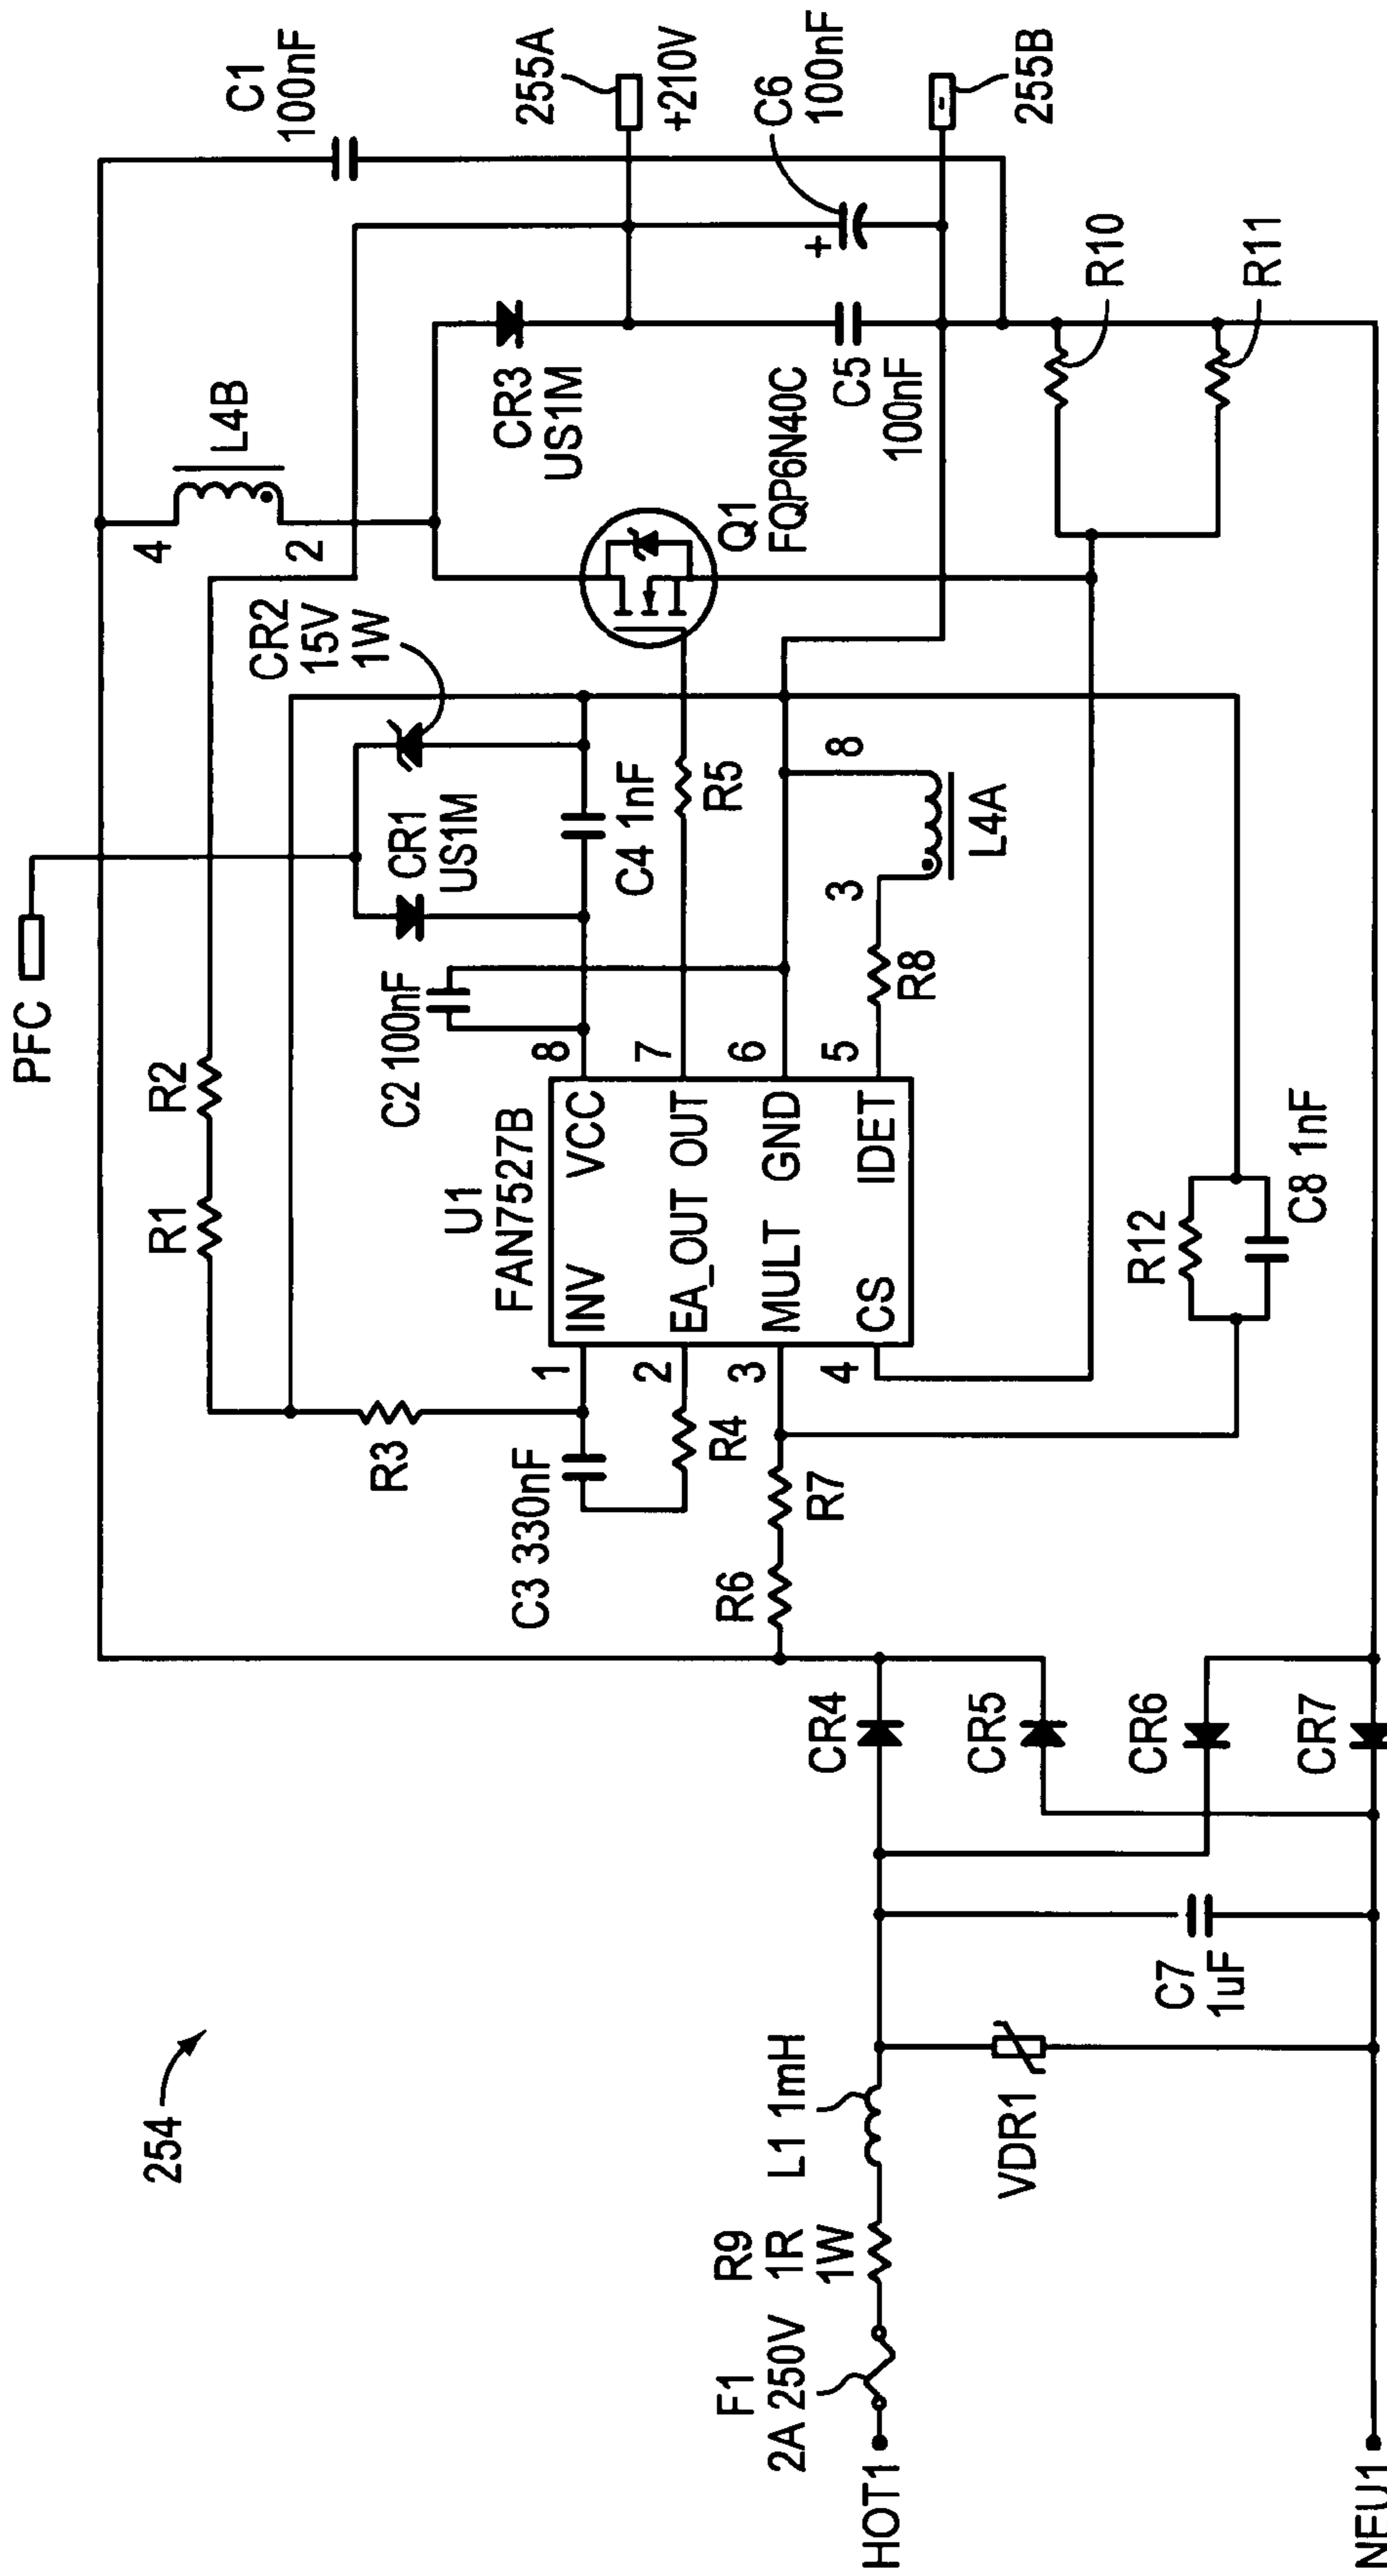 254
PFC
R1
R2
R3
C3 330nF
R4
R6
R7
U1
FAN7527B
INV
VCC
EA_OUT OUT
MULT
GND
CS
IDET
1
2
3
4
8
7
6
5
C2 100nF
CR1
US1M
CR2
15V
1W
C4 1nF
R5
R8
3
8
L4A
R12
C8 1nF
4
2
L4B
Q1
FQP6N40C
CR3
US1M
C5
100nF
C1
100nF
255A
+210V
+
C6
100nF
-
255B
R10
R11
F1
2A 250V
R9
1R
1W
L1 1mH
VDR1
C7
1uF
CR4
CR5
CR6
CR7
HOT1
NEU1